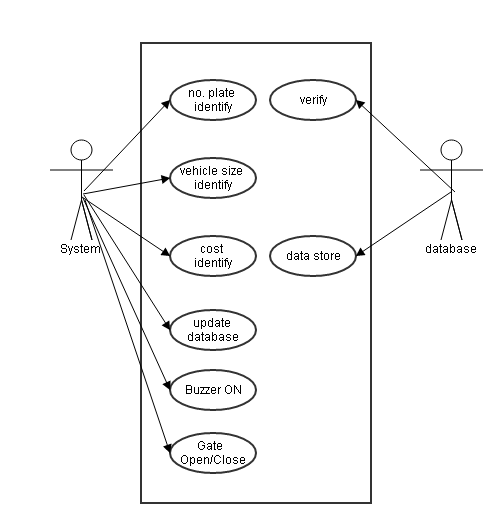 no. plate
identify
verify
vehicle size
identify
System
cost
identify
data store
database
update
database
Buzzer ON
Gate
Open/Close